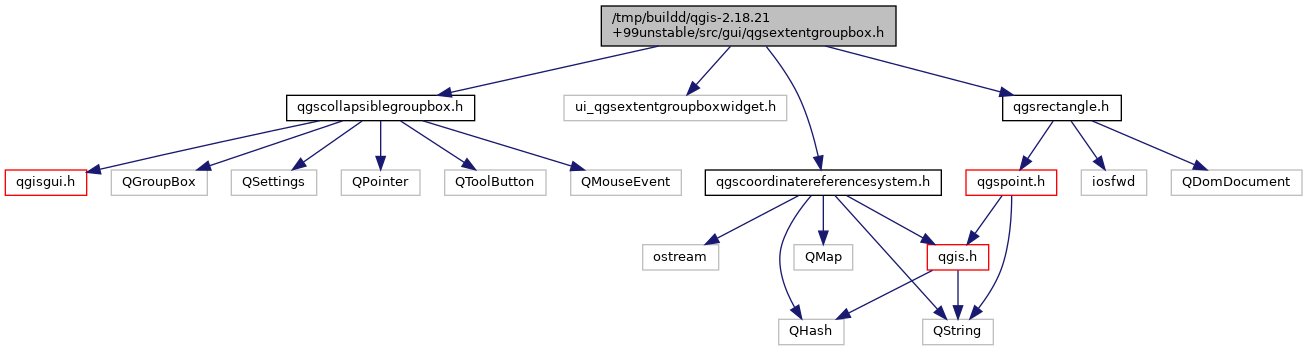 /tmp/buildd/qgis-2.18.21
+99unstable/src/gui/qgsextentgroupbox.h
qgscollapsiblegroupbox.h
ui_qgsextentgroupboxwidget.h
qgsrectangle.h
qgisgui.h
QGroupBox
QSettings
QPointer
QToolButton
QMouseEvent
qgscoordinatereferencesystem.h
qgspoint.h
iosfwd
QDomDocument
ostream
QMap
qgis.h
QHash
QString